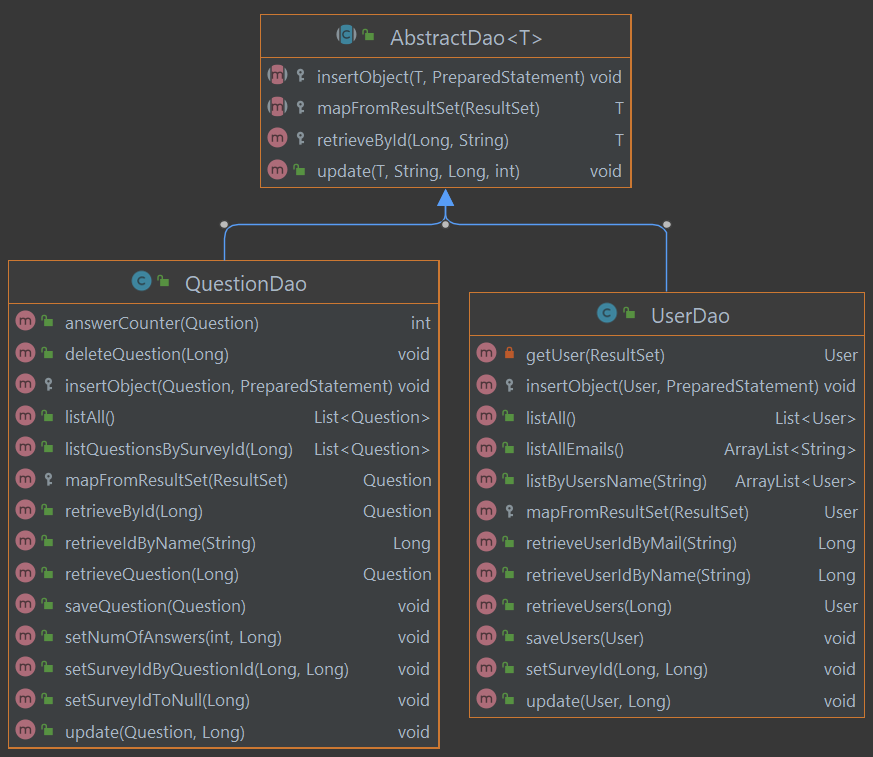 AbstractDao<T>
insertObject(T, PreparedStatement) void
mapFromResultSet(ResultSet) T
retrieveById(Long, String) T
update(T, String, Long, int) void
QuestionDao
answerCounter(Question) int
deleteQuestion(Long) void
insertObject(Question, PreparedStatement) void
listAll() List<Question>
listQuestionsBySurveyId(Long) List<Question>
mapFromResultSet(ResultSet) Question
retrieveById(Long) Question
retrieveIdByName(String) Long
retrieveQuestion(Long) Question
saveQuestion(Question) void
setNumOfAnswers(int, Long) void
setSurveyIdByQuestionId(Long, Long) void
setSurveyIdToNull(Long) void
update(Question, Long) void
UserDao
getUser(ResultSet) User
insertObject(User, PreparedStatement) void
listAll() List<User>
listAllEmails() ArrayList<String>
listByUsersName(String) ArrayList<User>
mapFromResultSet(ResultSet) User
retrieveUserIdByMail(String) Long
retrieveUserIdByName(String) Long
retrieveUsers(Long) User
saveUsers(User) void
setSurveyId(Long, Long) void
update(User, Long) void